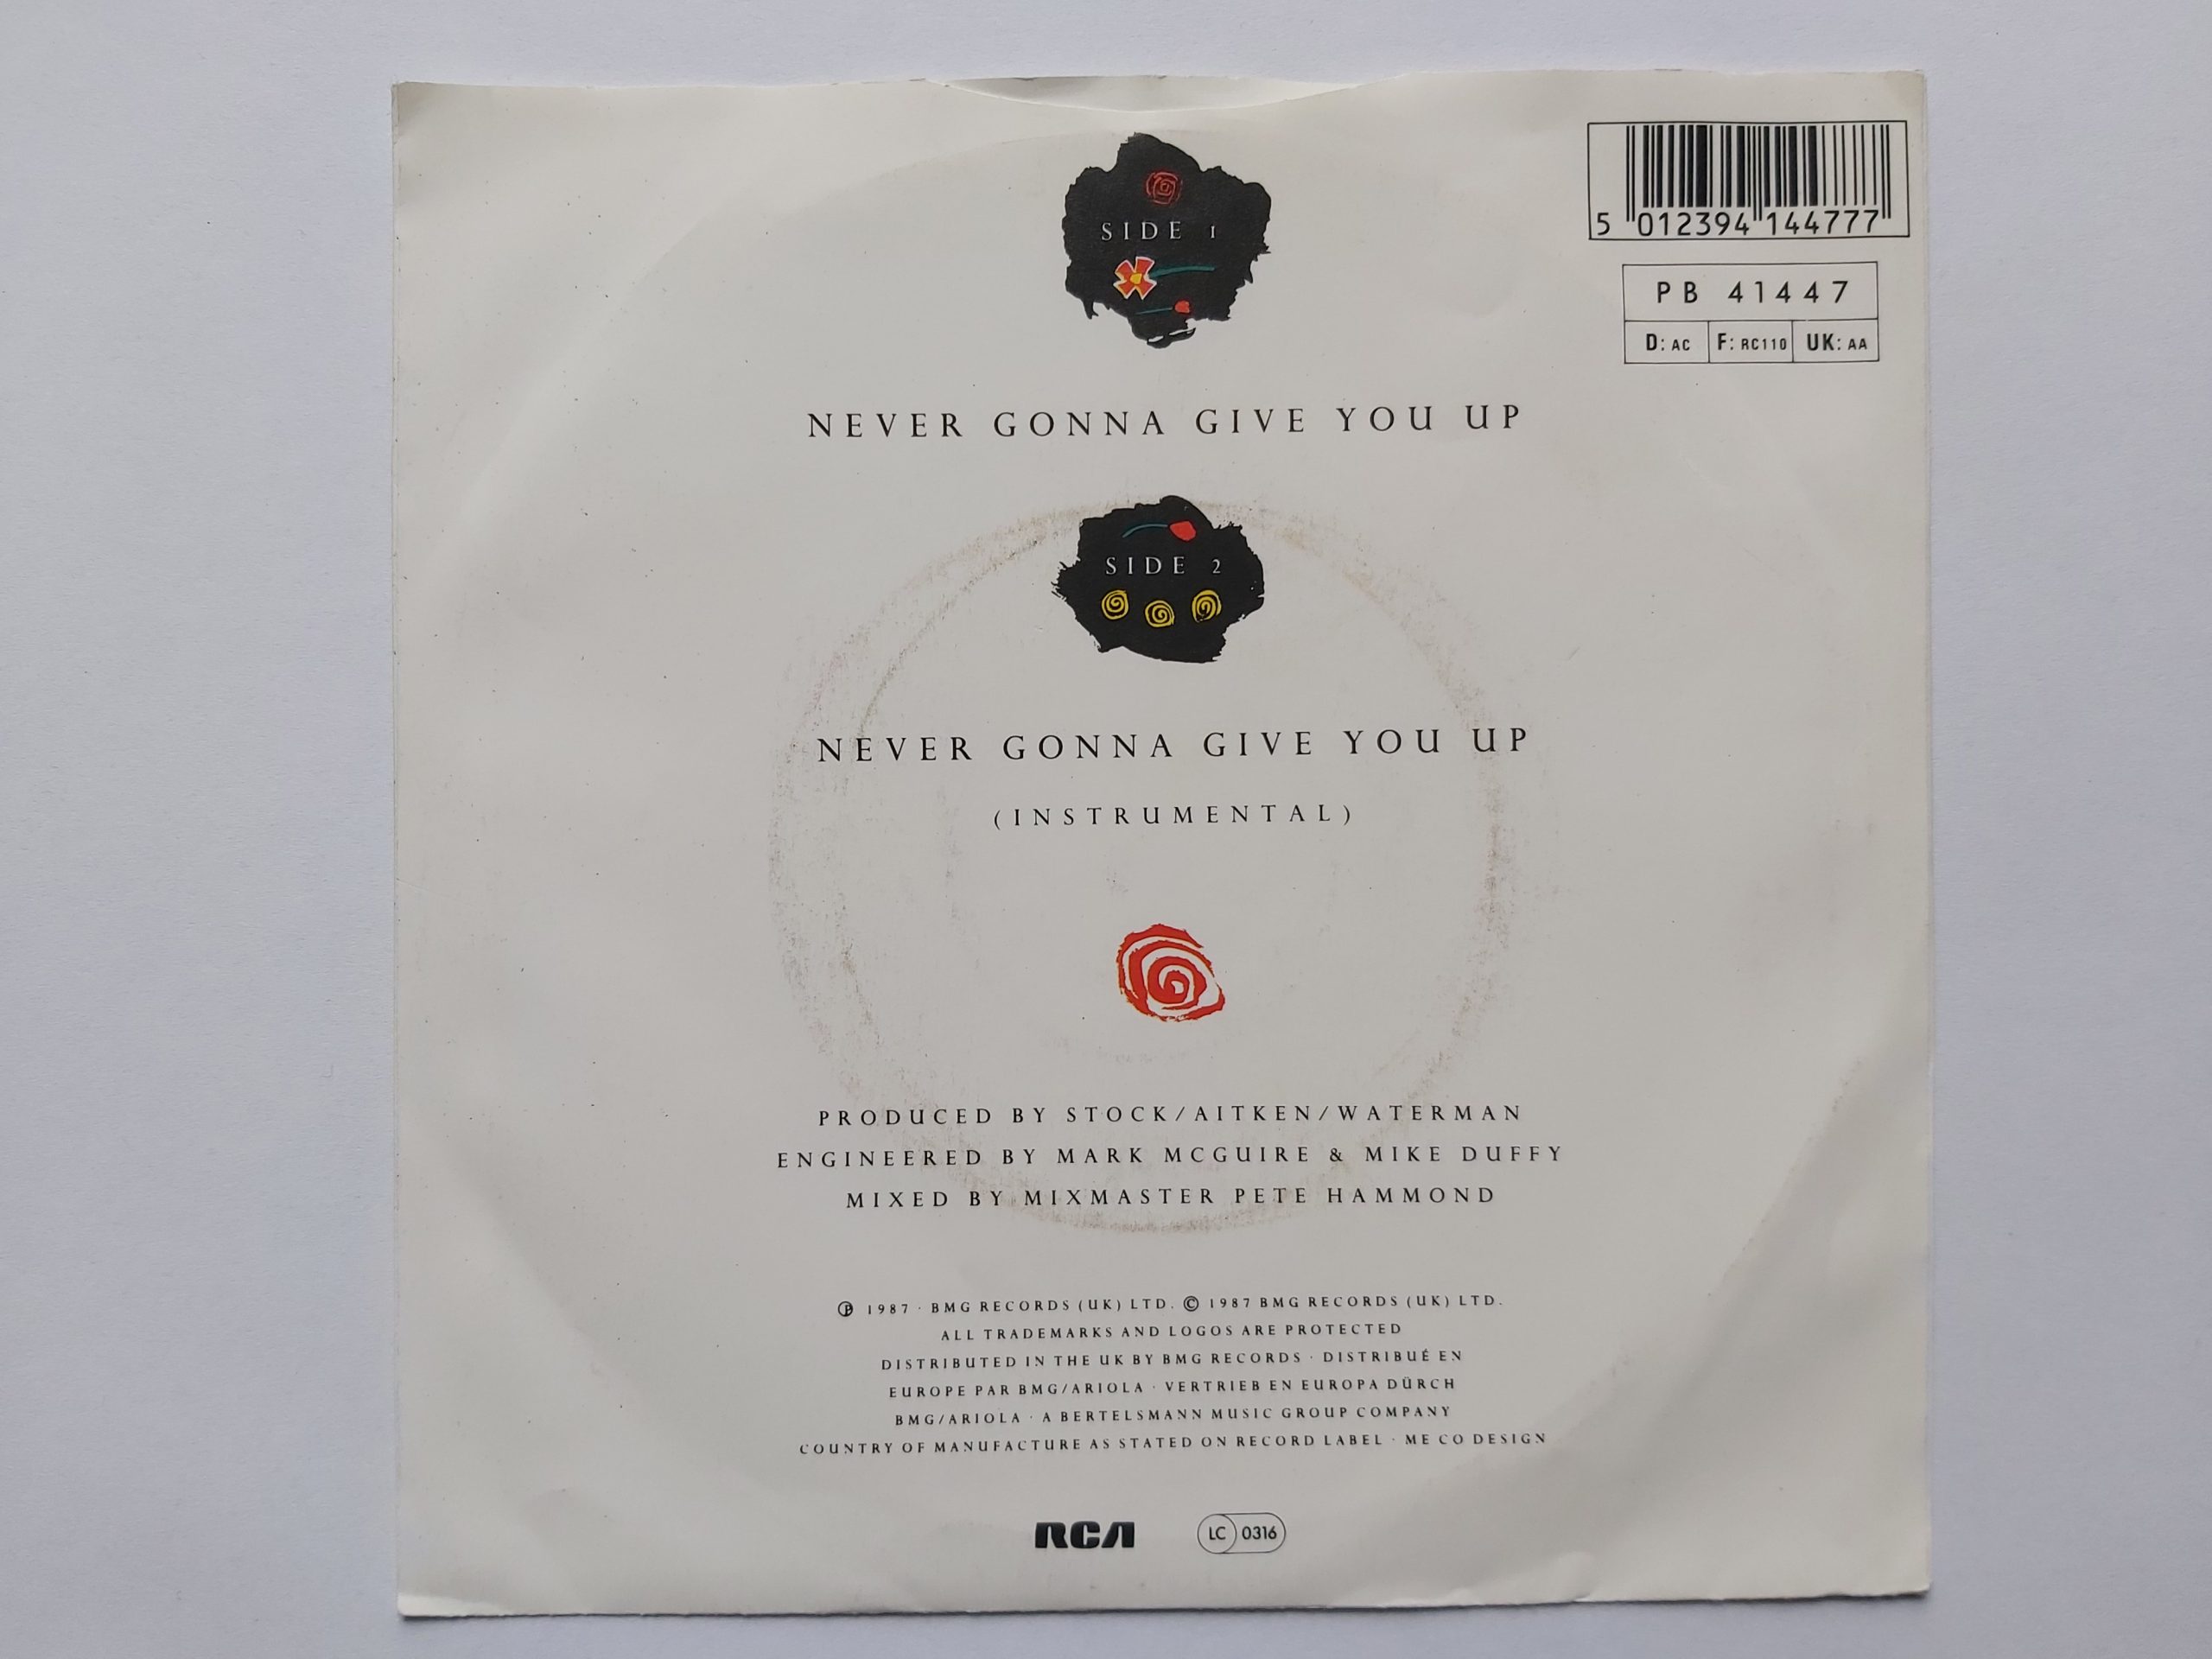 SIDE 1
5 012394 144777
PB 41447
D: AC F: RC110 UK: AA
NEVER GONNA GIVE YOU UP
SIDE 2
NEVER GONNA GIVE YOU UP
(INSTRUMENTAL)
PRODUCED BY STOCK/AITKEN/WATERMAN
ENGINEERED BY MARK MCGUIRE & MIKE DUFFY
MIXED BY MIXMASTER PETE HAMMOND
℗ 1987 · BMG RECORDS (UK) LTD. © 1987 BMG RECORDS (UK) LTD.
ALL TRADEMARKS AND LOGOS ARE PROTECTED
DISTRIBUTED IN THE UK BY BMG RECORDS · DISTRIBUÉ EN
EUROPE PAR BMG/ARIOLA · VERTRIEB EN EUROPA DÜRCH
BMG/ARIOLA · A BERTELSMANN MUSIC GROUP COMPANY
COUNTRY OF MANUFACTURE AS STATED ON RECORD LABEL · ME CO DESIGN
RCA LC 0316